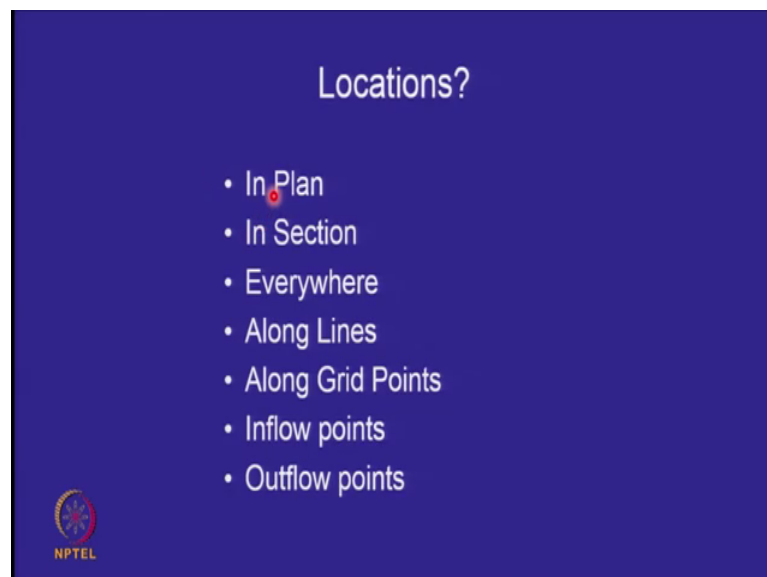 Locations?
• In Plan
• In Section
• Everywhere
• Along Lines
• Along Grid Points
• Inflow points
• Outflow points
NPTEL